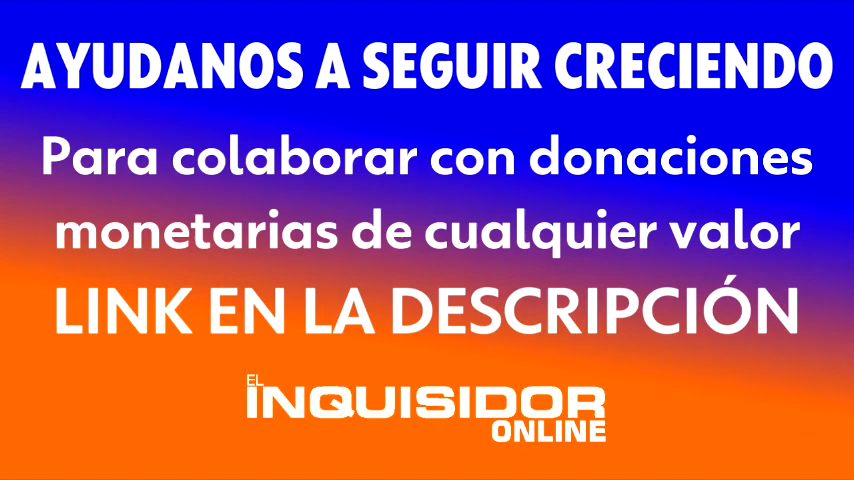 AYUDANOS A SEGUIR CRECIENDO
Para colaborar con donaciones
monetarias de cualquier valor
LINK EN LA DESCRIPCIÓN
EL
INQUISIDOR
ONLINE